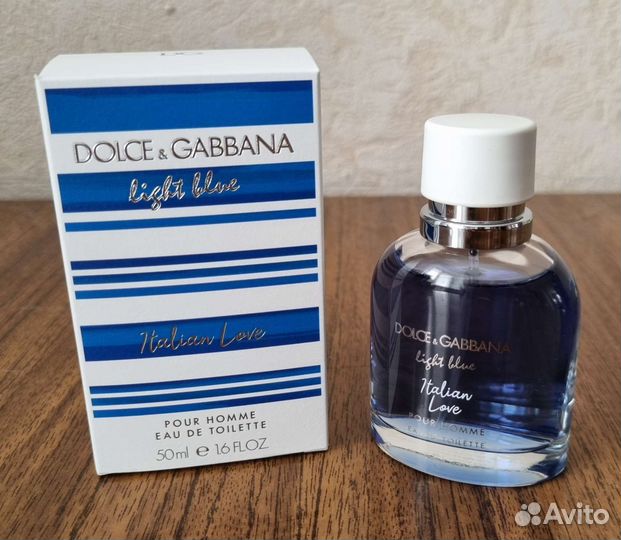 DOLCE & GABBANA
light blue
Italian Love
POUR HOMME
EAU DE TOILETTE
50ml e 1.6 FL.OZ
DOLCE & GABBANA
light blue
Italian
Love
POUR HOMME
EAU DE TOILETTE
Avito